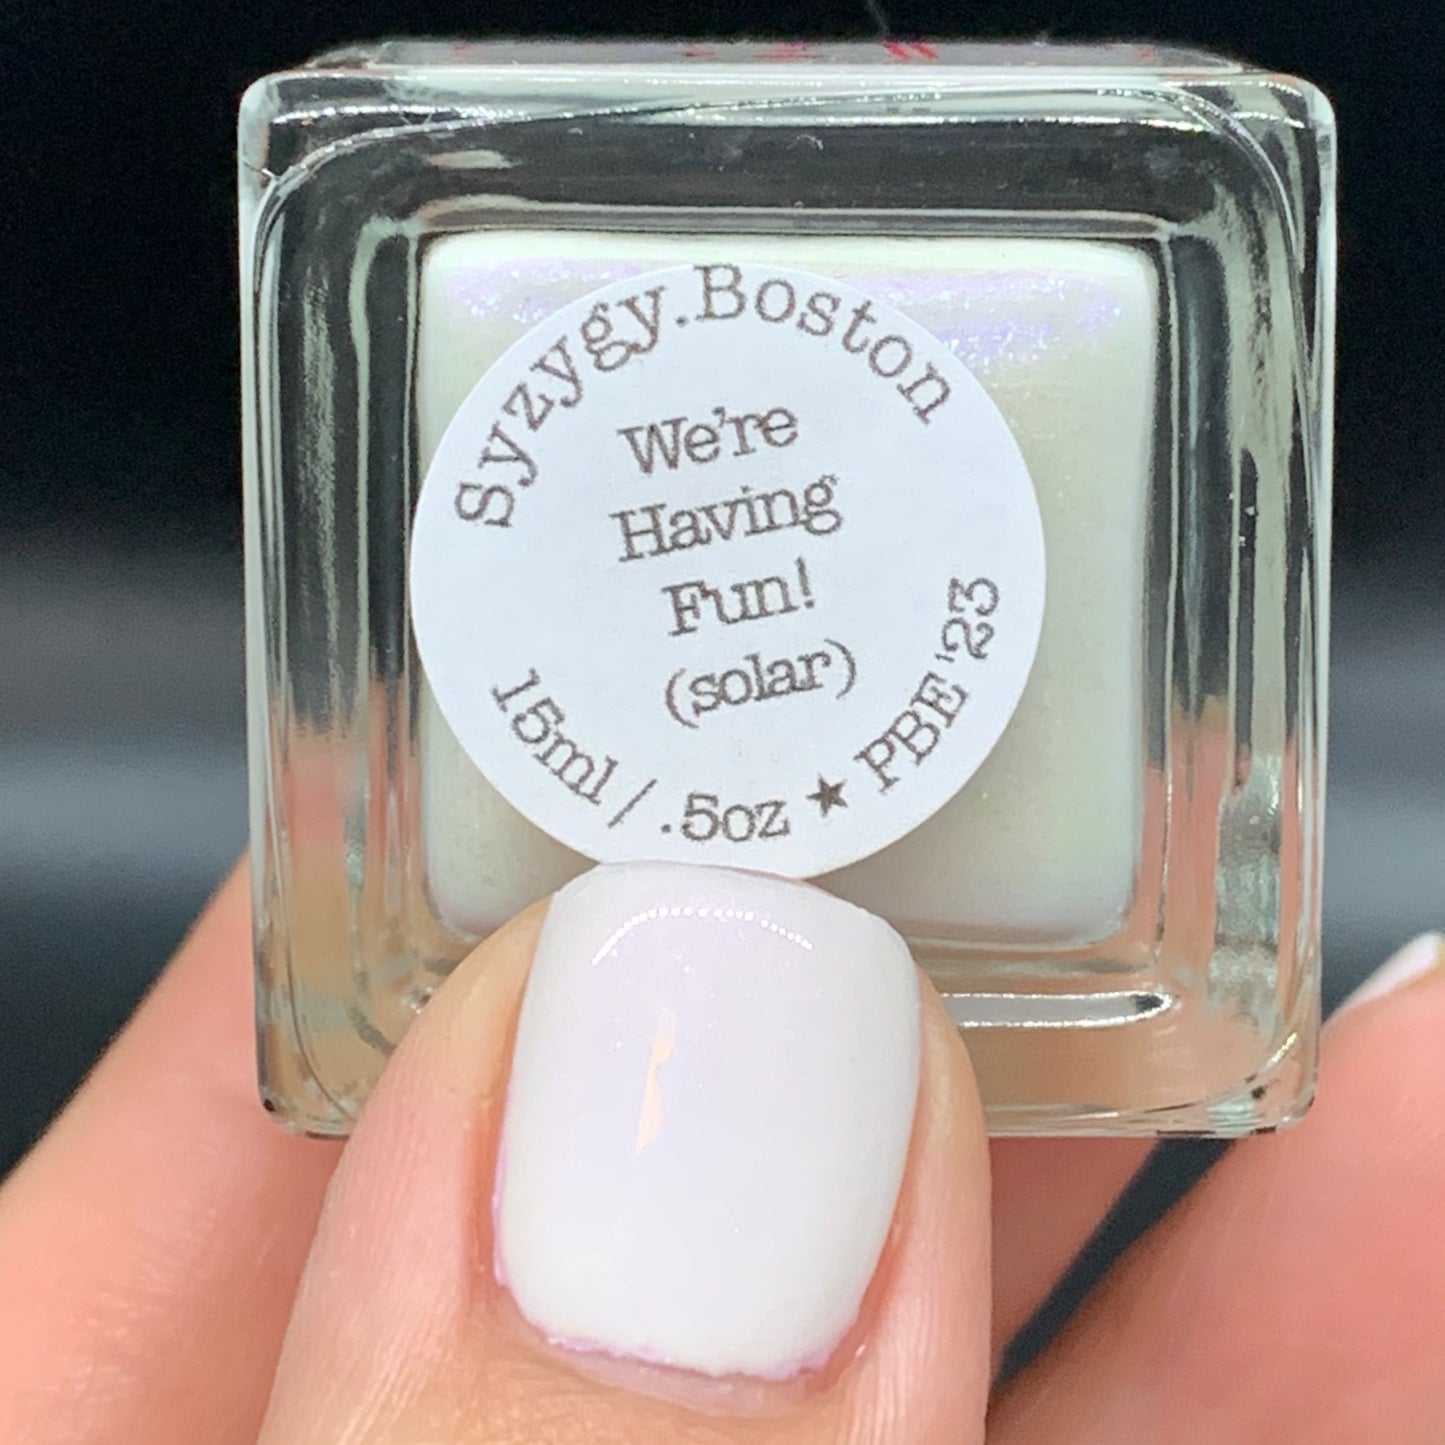 Syzygy.Boston
We're
Having
Fun!
(solar)
15ml / .5oz ★ PBE '23